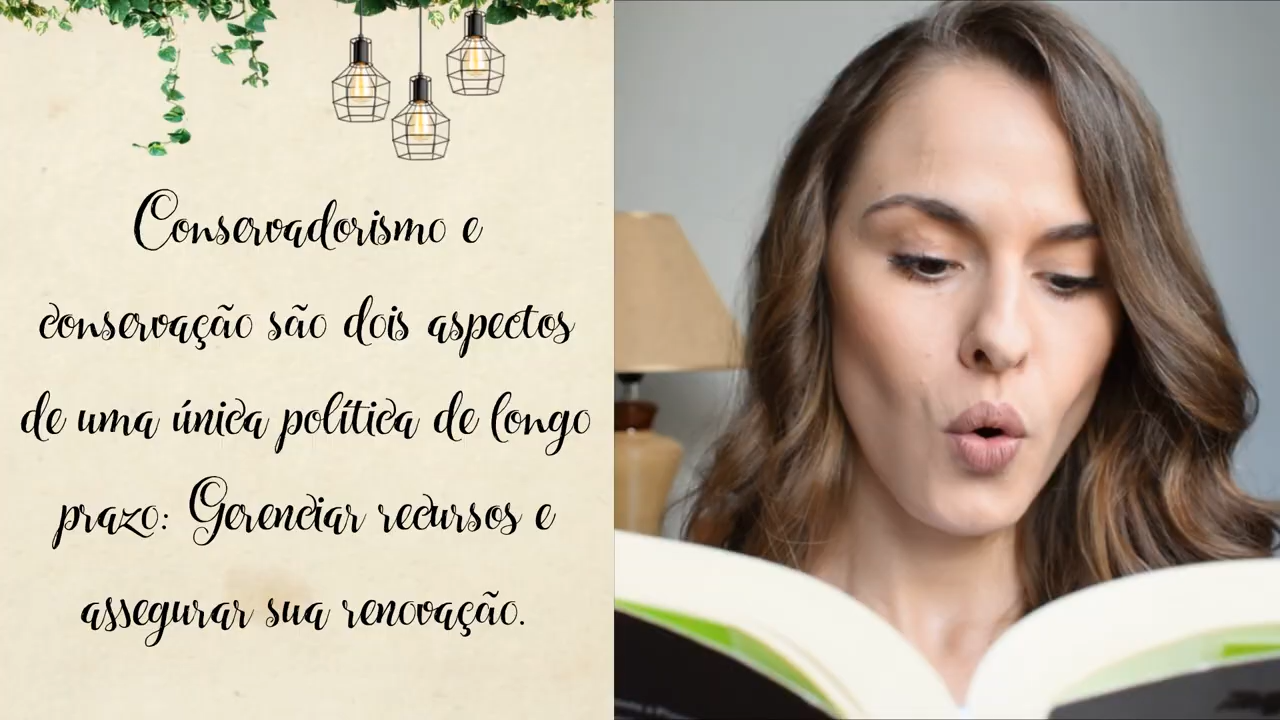 Conservadorismo e
conservação são dois aspectos
de uma única política de longo
prazo: Gerenciar recursos e
assegurar sua renovação.